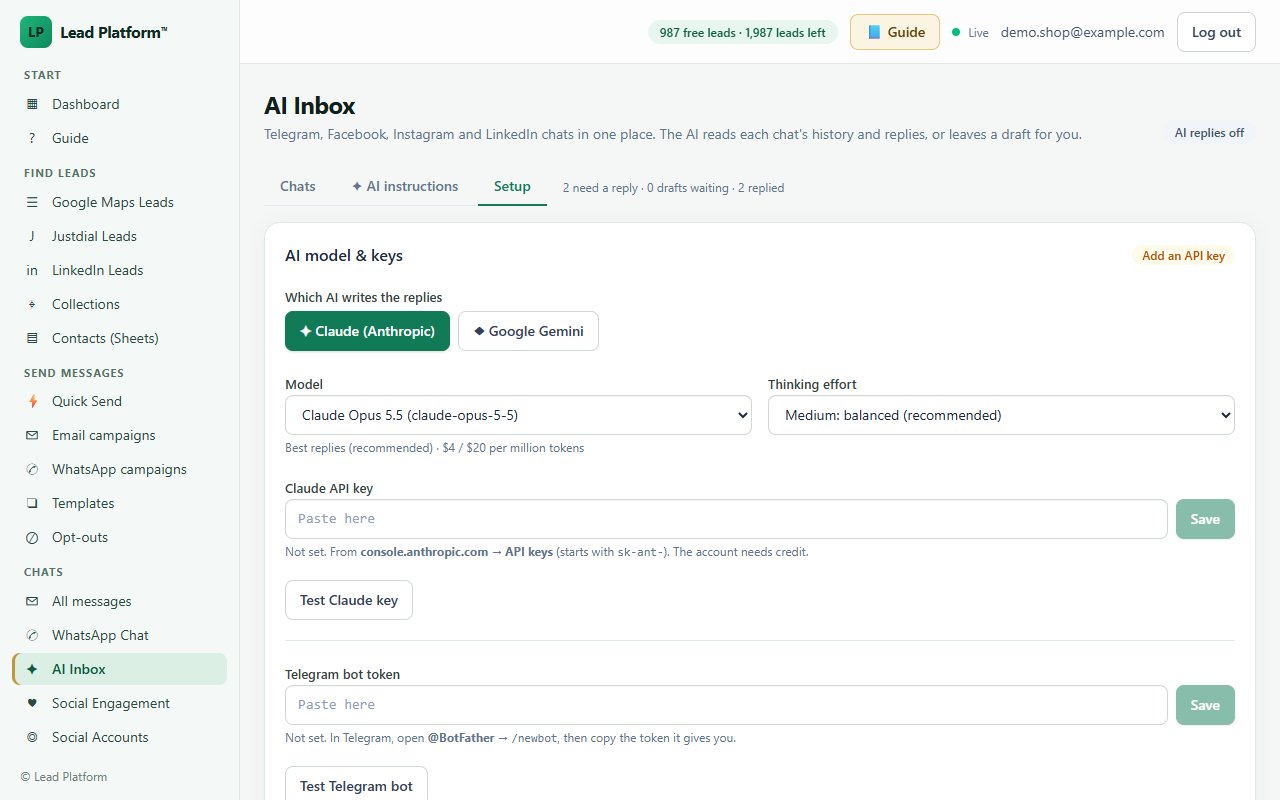 LP Lead Platform™
987 free leads · 1,987 leads left
Guide
Live
demo.shop@example.com
Log out
START
Dashboard
? Guide
FIND LEADS
Google Maps Leads
J Justdial Leads
in LinkedIn Leads
Collections
Contacts (Sheets)
SEND MESSAGES
Quick Send
Email campaigns
WhatsApp campaigns
Templates
Opt-outs
CHATS
All messages
WhatsApp Chat
AI Inbox
Social Engagement
Social Accounts
© Lead Platform
AI Inbox
Telegram, Facebook, Instagram and LinkedIn chats in one place. The AI reads each chat's history and replies, or leaves a draft for you.
AI replies off
Chats
✦ AI instructions
Setup
2 need a reply · 0 drafts waiting · 2 replied
AI model & keys
Add an API key
Which AI writes the replies
✦ Claude (Anthropic)
◆ Google Gemini
Model
Thinking effort
Claude Opus 5.5 (claude-opus-5-5)
Medium: balanced (recommended)
Best replies (recommended) · $4 / $20 per million tokens
Claude API key
Paste here
Save
Not set. From console.anthropic.com → API keys (starts with sk-ant-). The account needs credit.
Test Claude key
Telegram bot token
Paste here
Save
Not set. In Telegram, open @BotFather → /newbot, then copy the token it gives you.
Test Telegram bot